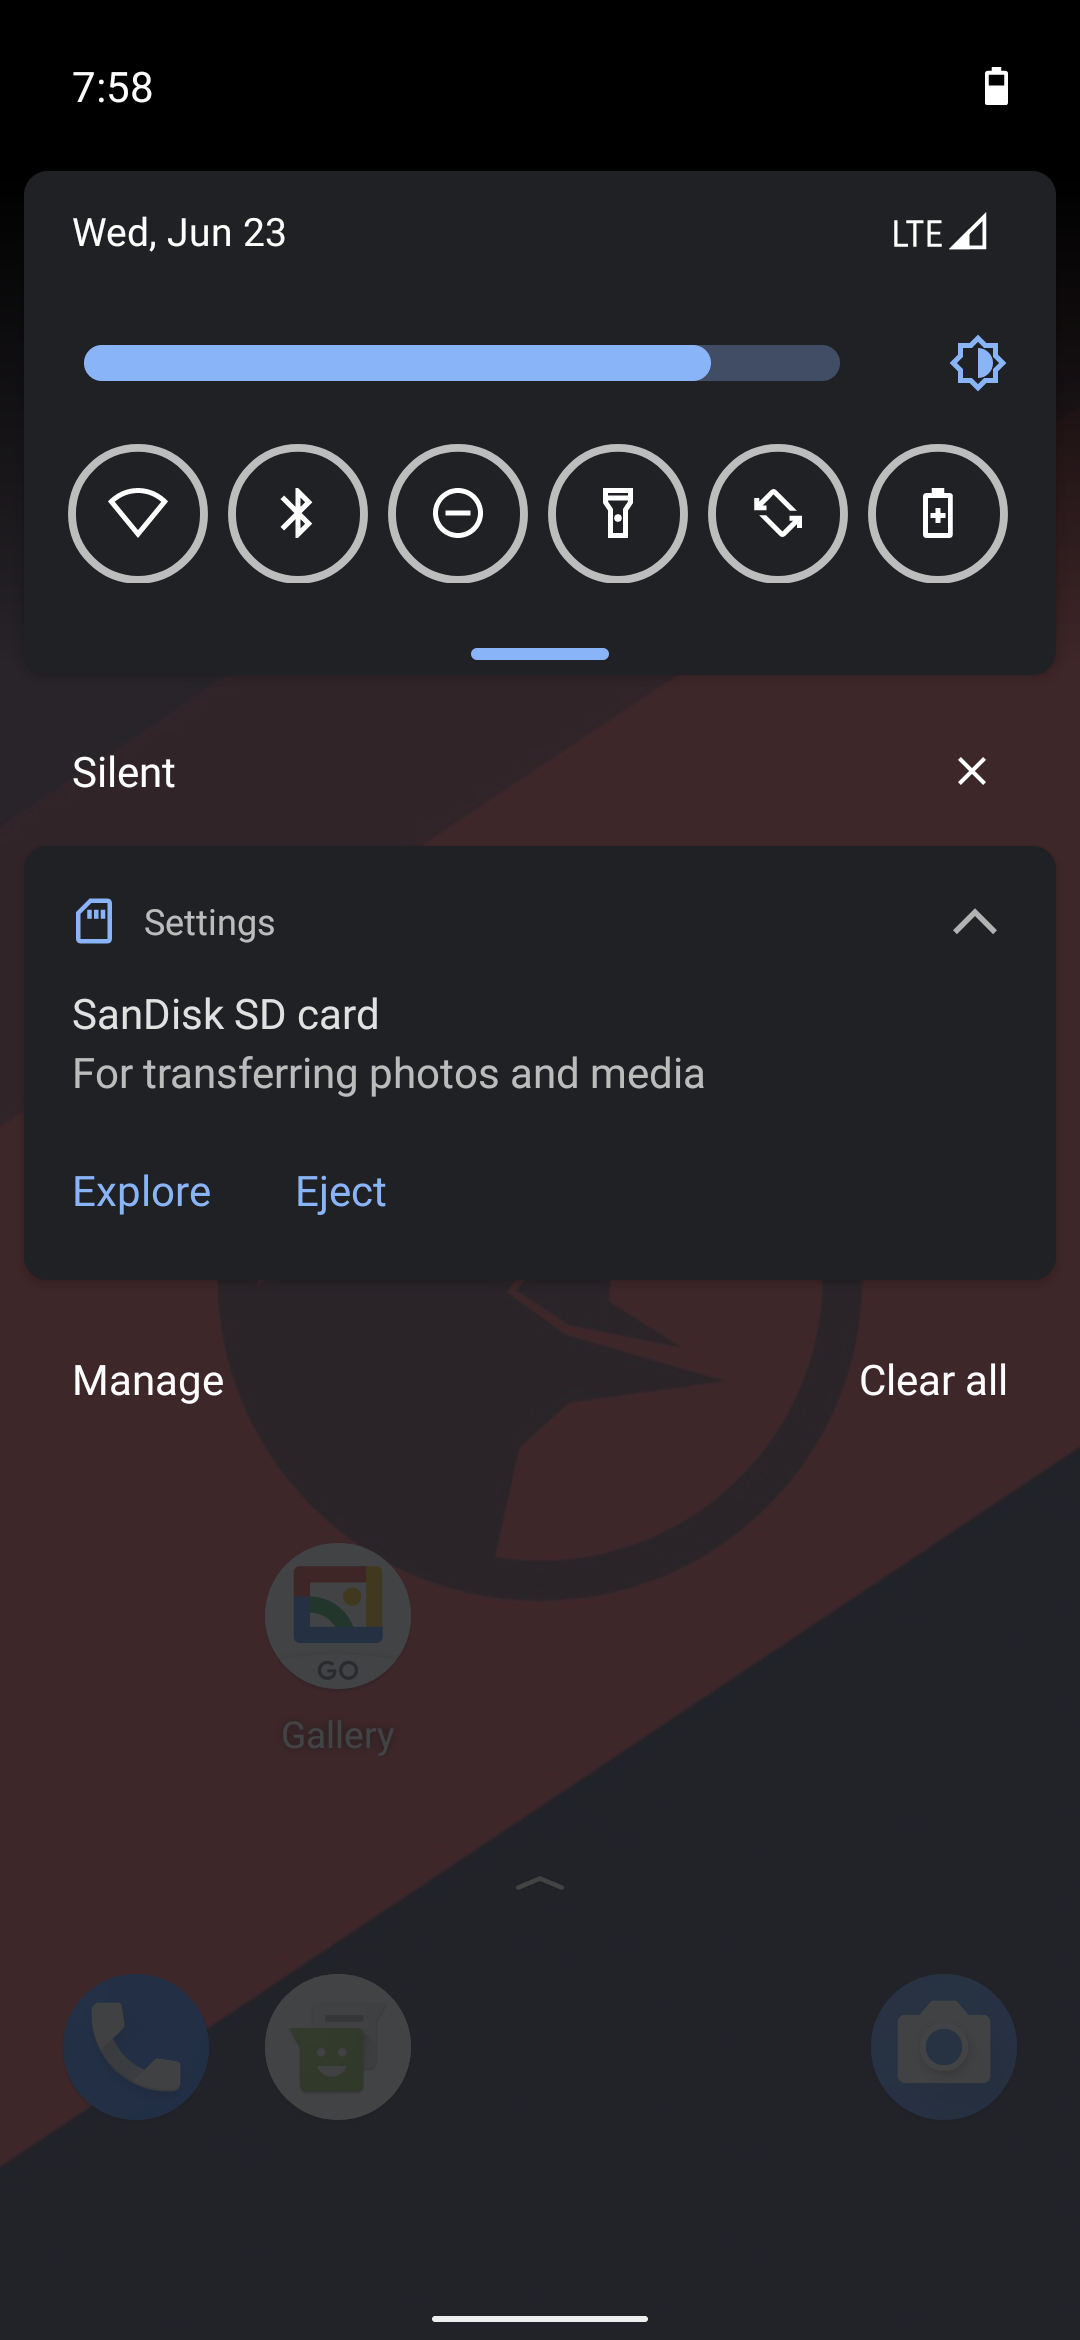 7:58
Wed, Jun 23
LTE
Silent
Settings
SanDisk SD card
For transferring photos and media
Explore Eject
Manage Clear all
GO
Gallery